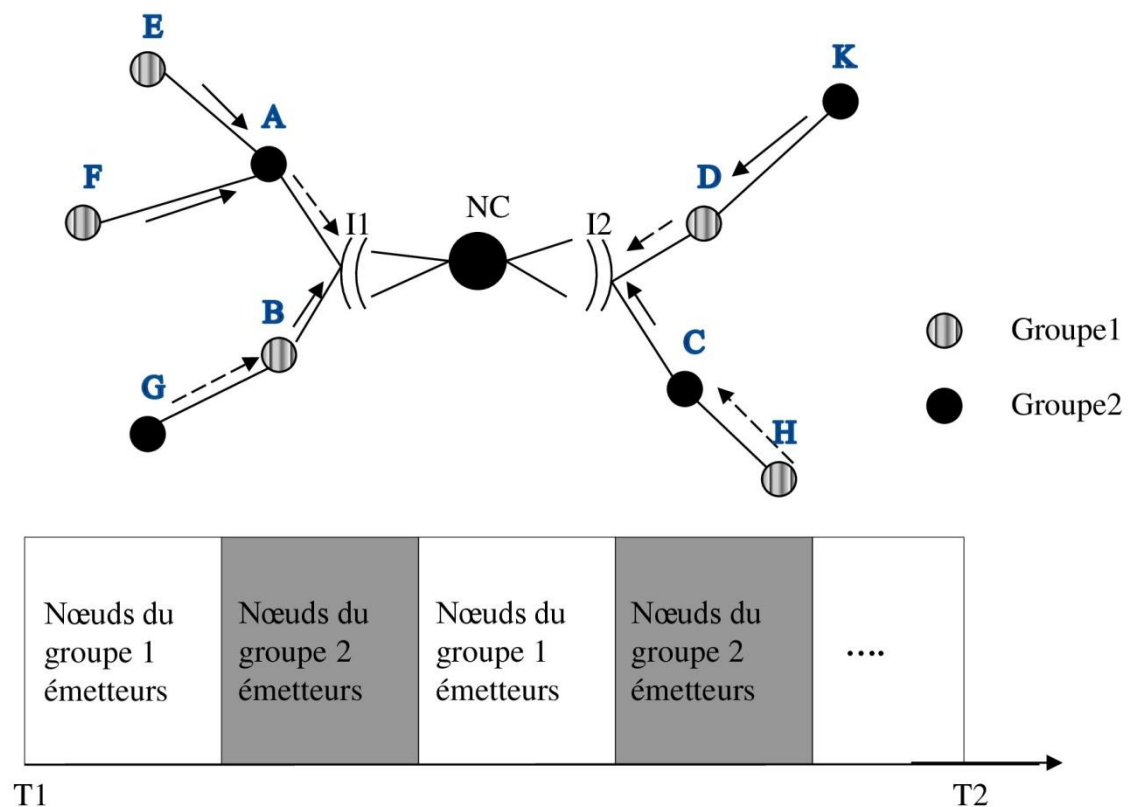 E
K
A
F
D
I1
NC
I2
B
C
G
H
Groupe1
Groupe2
Nœuds du
groupe 1
émetteurs
Nœuds du
groupe 2
émetteurs
Nœuds du
groupe 1
émetteurs
Nœuds du
groupe 2
émetteurs
....
T1
T2